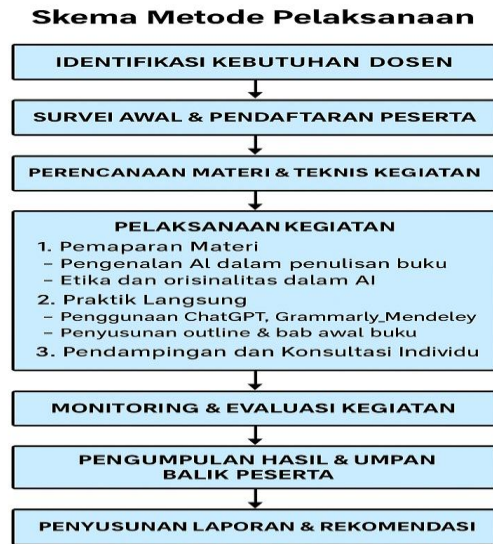 Skema Metode Pelaksanaan
IDENTIFIKASI KEBUTUHAN DOSEN
SURVEI AWAL & PENDAFTARAN PESERTA
PERENCANAAN MATERI & TEKNIS KEGIATAN
PELAKSANAAN KEGIATAN
1. Pemaparan Materi
– Pengenalan AI dalam penulisan buku
– Etika dan orisinalitas dalam AI
2. Praktik Langsung
– Penggunaan ChatGPT, Grammarly_Mendeley
– Penyusunan outline & bab awal buku
3. Pendampingan dan Konsultasi Individu
MONITORING & EVALUASI KEGIATAN
PENGUMPULAN HASIL & UMPAN
BALIK PESERTA
PENYUSUNAN LAPORAN & REKOMENDASI